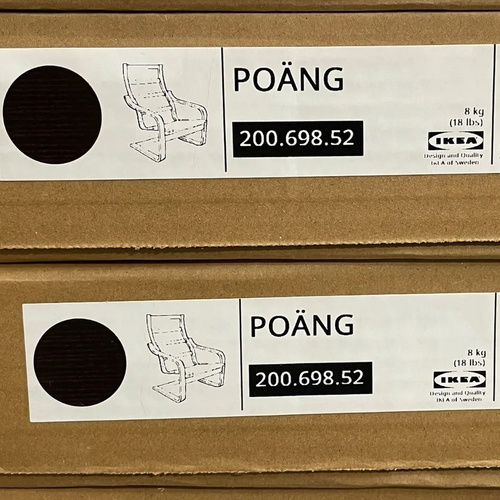 POÄNG
200.698.52
8 kg
(18 lbs)
IKEA
Design and Quality
IKEA of Sweden
POÄNG
200.698.52
8 kg
(18 lbs)
IKEA
Design and Quality
IKEA of Sweden